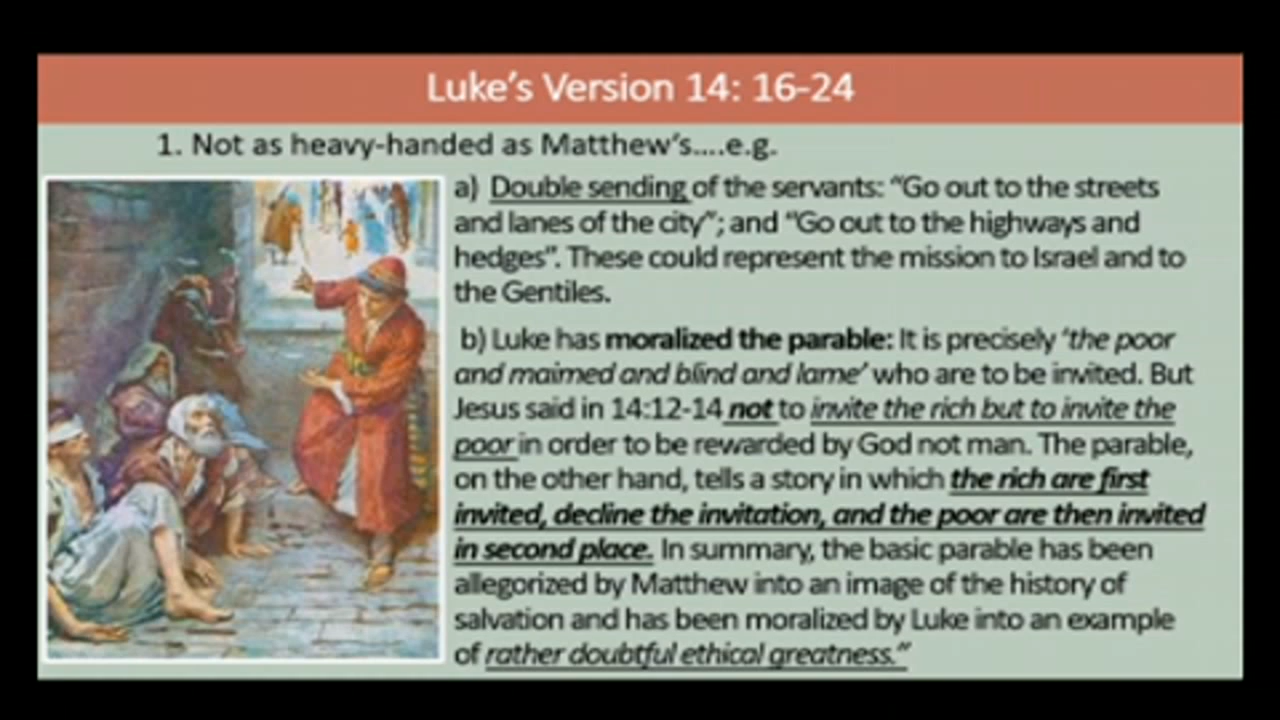 Luke's Version 14: 16-24
1. Not as heavy-handed as Matthew's....e.g.
a) Double sending of the servants: "Go out to the streets
and lanes of the city"; and "Go out to the highways and
hedges". These could represent the mission to Israel and to
the Gentiles.
b) Luke has moralized the parable: It is precisely 'the poor
and maimed and blind and lame' who are to be invited. But
Jesus said in 14:12-14 not to invite the rich but to invite the
poor in order to be rewarded by God not man. The parable,
on the other hand, tells a story in which the rich are first
invited, decline the invitation, and the poor are then invited
in second place. In summary, the basic parable has been
allegorized by Matthew into an image of the history of
salvation and has been moralized by Luke into an example
of rather doubtful ethical greatness."